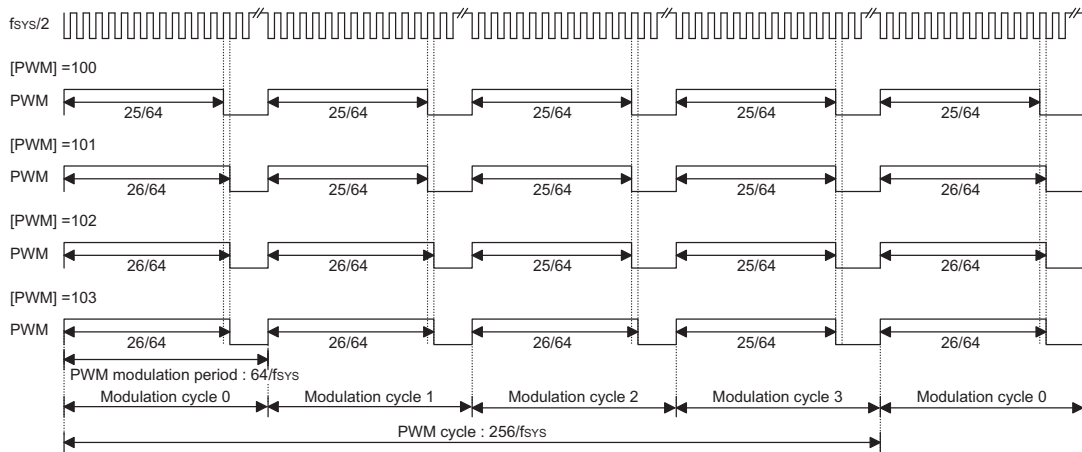 fSYS/2
[PWM] =100
PWM
25/64 25/64 25/64 25/64 25/64
[PWM] =101
PWM
26/64 25/64 25/64 25/64 26/64
[PWM] =102
PWM
26/64 26/64 25/64 25/64 26/64
[PWM] =103
PWM
26/64 26/64 26/64 25/64 26/64
PWM modulation period : 64/fSYS
Modulation cycle 0 Modulation cycle 1 Modulation cycle 2 Modulation cycle 3 Modulation cycle 0
PWM cycle : 256/fSYS